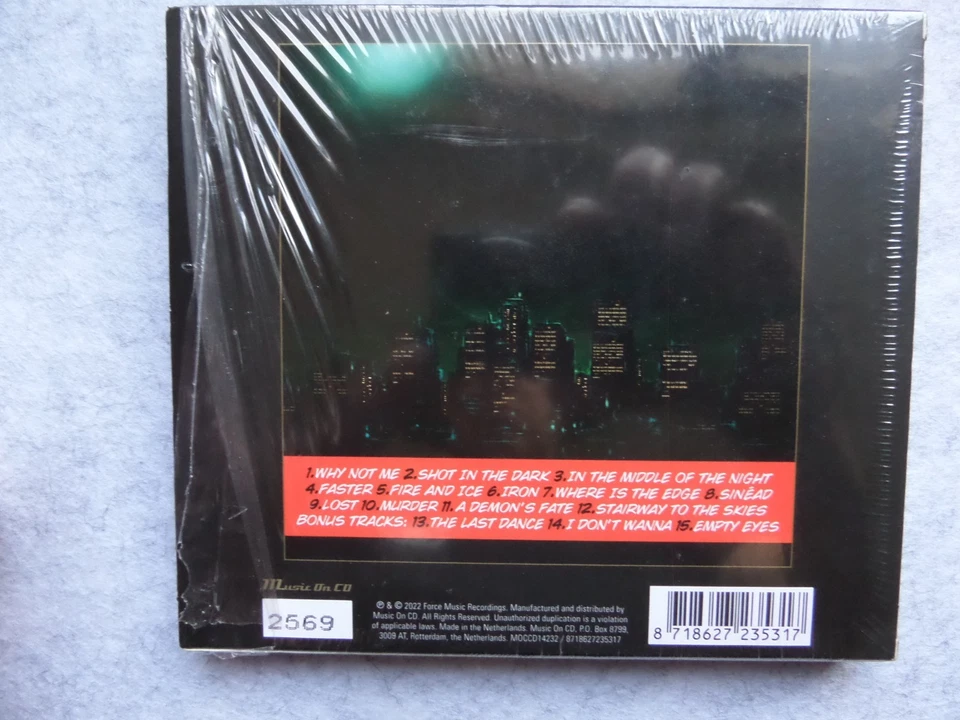 1.WHY NOT ME 2.SHOT IN THE DARK 3.IN THE MIDDLE OF THE NIGHT
4.FASTER 5.FIRE AND ICE 6.IRON 7.WHERE IS THE EDGE 8.SINÉAD
9.LOST 10.MURDER 11.A DEMON'S FATE 12.STAIRWAY TO THE SKIES
BONUS TRACKS: 13.THE LAST DANCE 14.I DON'T WANNA 15.EMPTY EYES
Music On CD
2569
℗ & © 2022 Force Music Recordings. Manufactured and distributed by
Music On CD. All Rights Reserved. Unauthorized duplication is a violation
of applicable laws. Made in the Netherlands. Music On CD. P.O. Box 8799,
3009 AT, Rotterdam, the Netherlands. MOCCD14232 / 8718627235317
8 718627 235317